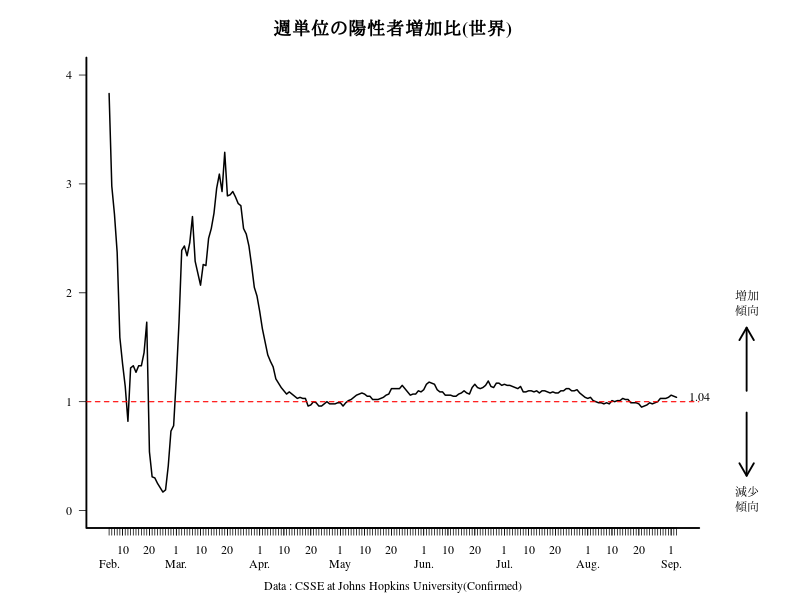 週単位の陽性者増加比(世界)
4
3
2
1
0
増加
傾向
1.04
減少
傾向
10 20 1 10 20 1 10 20 1 10 20 1 10 20 1 10 20 1 10 20 1
Feb. Mar. Apr. May Jun. Jul. Aug. Sep.
Data : CSSE at Johns Hopkins University(Confirmed)